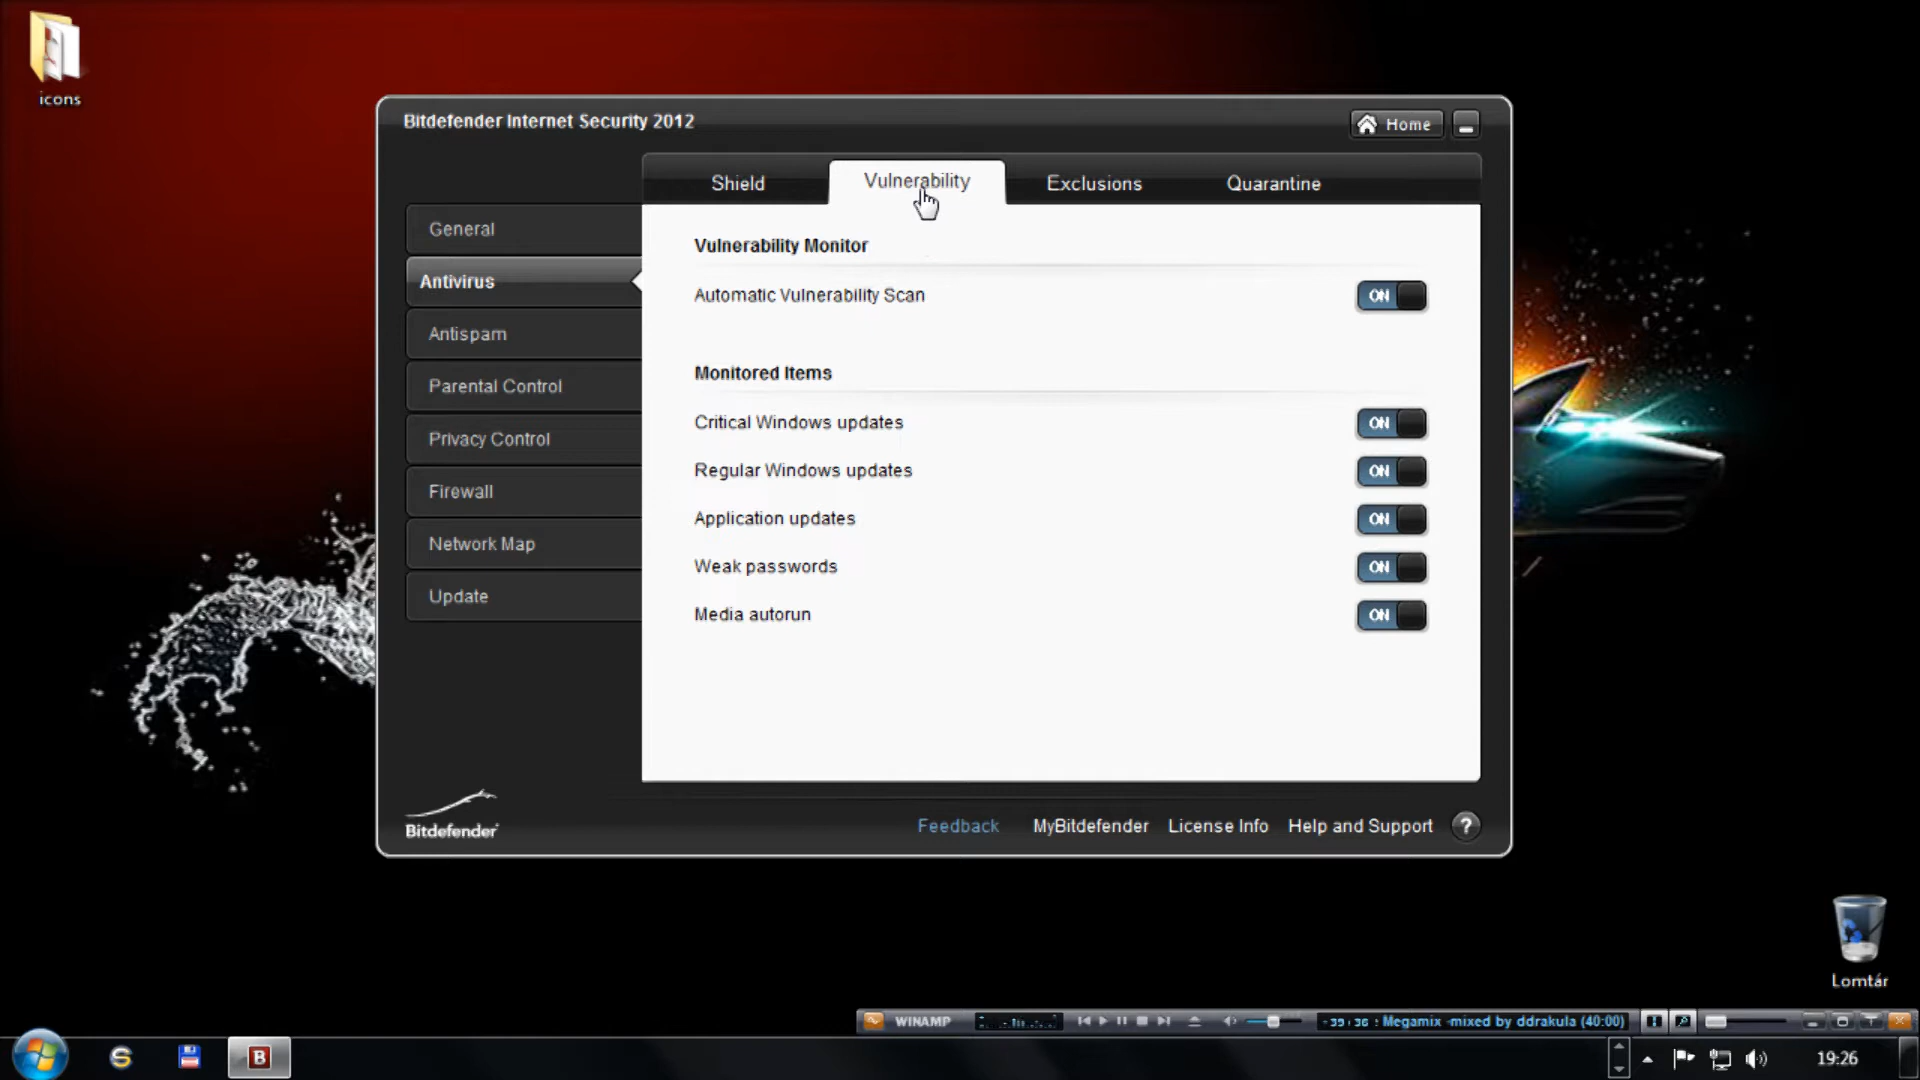 icons
Bitdefender Internet Security 2012
Home
Shield
Vulnerability
Exclusions
Quarantine
General
Antivirus
Antispam
Parental Control
Privacy Control
Firewall
Network Map
Update
Vulnerability Monitor
Automatic Vulnerability Scan
ON
Monitored Items
Critical Windows updates
ON
Regular Windows updates
ON
Application updates
ON
Weak passwords
ON
Media autorun
ON
Bitdefender
Feedback
MyBitdefender
License Info
Help and Support
?
Lomtár
WINAMP
-39:36 : Megamix -mixed by ddrakula (40:00)
S
B
19:26